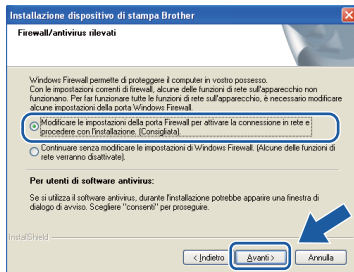 Installazione dispositivo di stampa Brother
Firewall/antivirus rilevati
Windows Firewall permette di proteggere il computer in vostro possesso.
Con le impostazioni correnti di firewall, alcune delle funzioni di rete sull'apparecchio non
funzionano. Per far funzionare tutte le funzioni di rete sull'apparecchio, è necessario modificare
alcune impostazioni della porta Windows Firewall.
Modificare le impostazioni della porta Firewall per attivare la connessione in rete e
procedere con l'installazione. (Consigliata).
Continuare senza modificare le impostazioni di Windows Firewall. (Alcune delle funzioni di
rete verranno disattivate).
Per utenti di software antivirus:
Se si utilizza il software antivirus, durante l'installazione potrebbe apparire una finestra di
dialogo di avviso. Scegliere "consenti" per proseguire.
InstallShield
< Indietro
Avanti >
Annulla